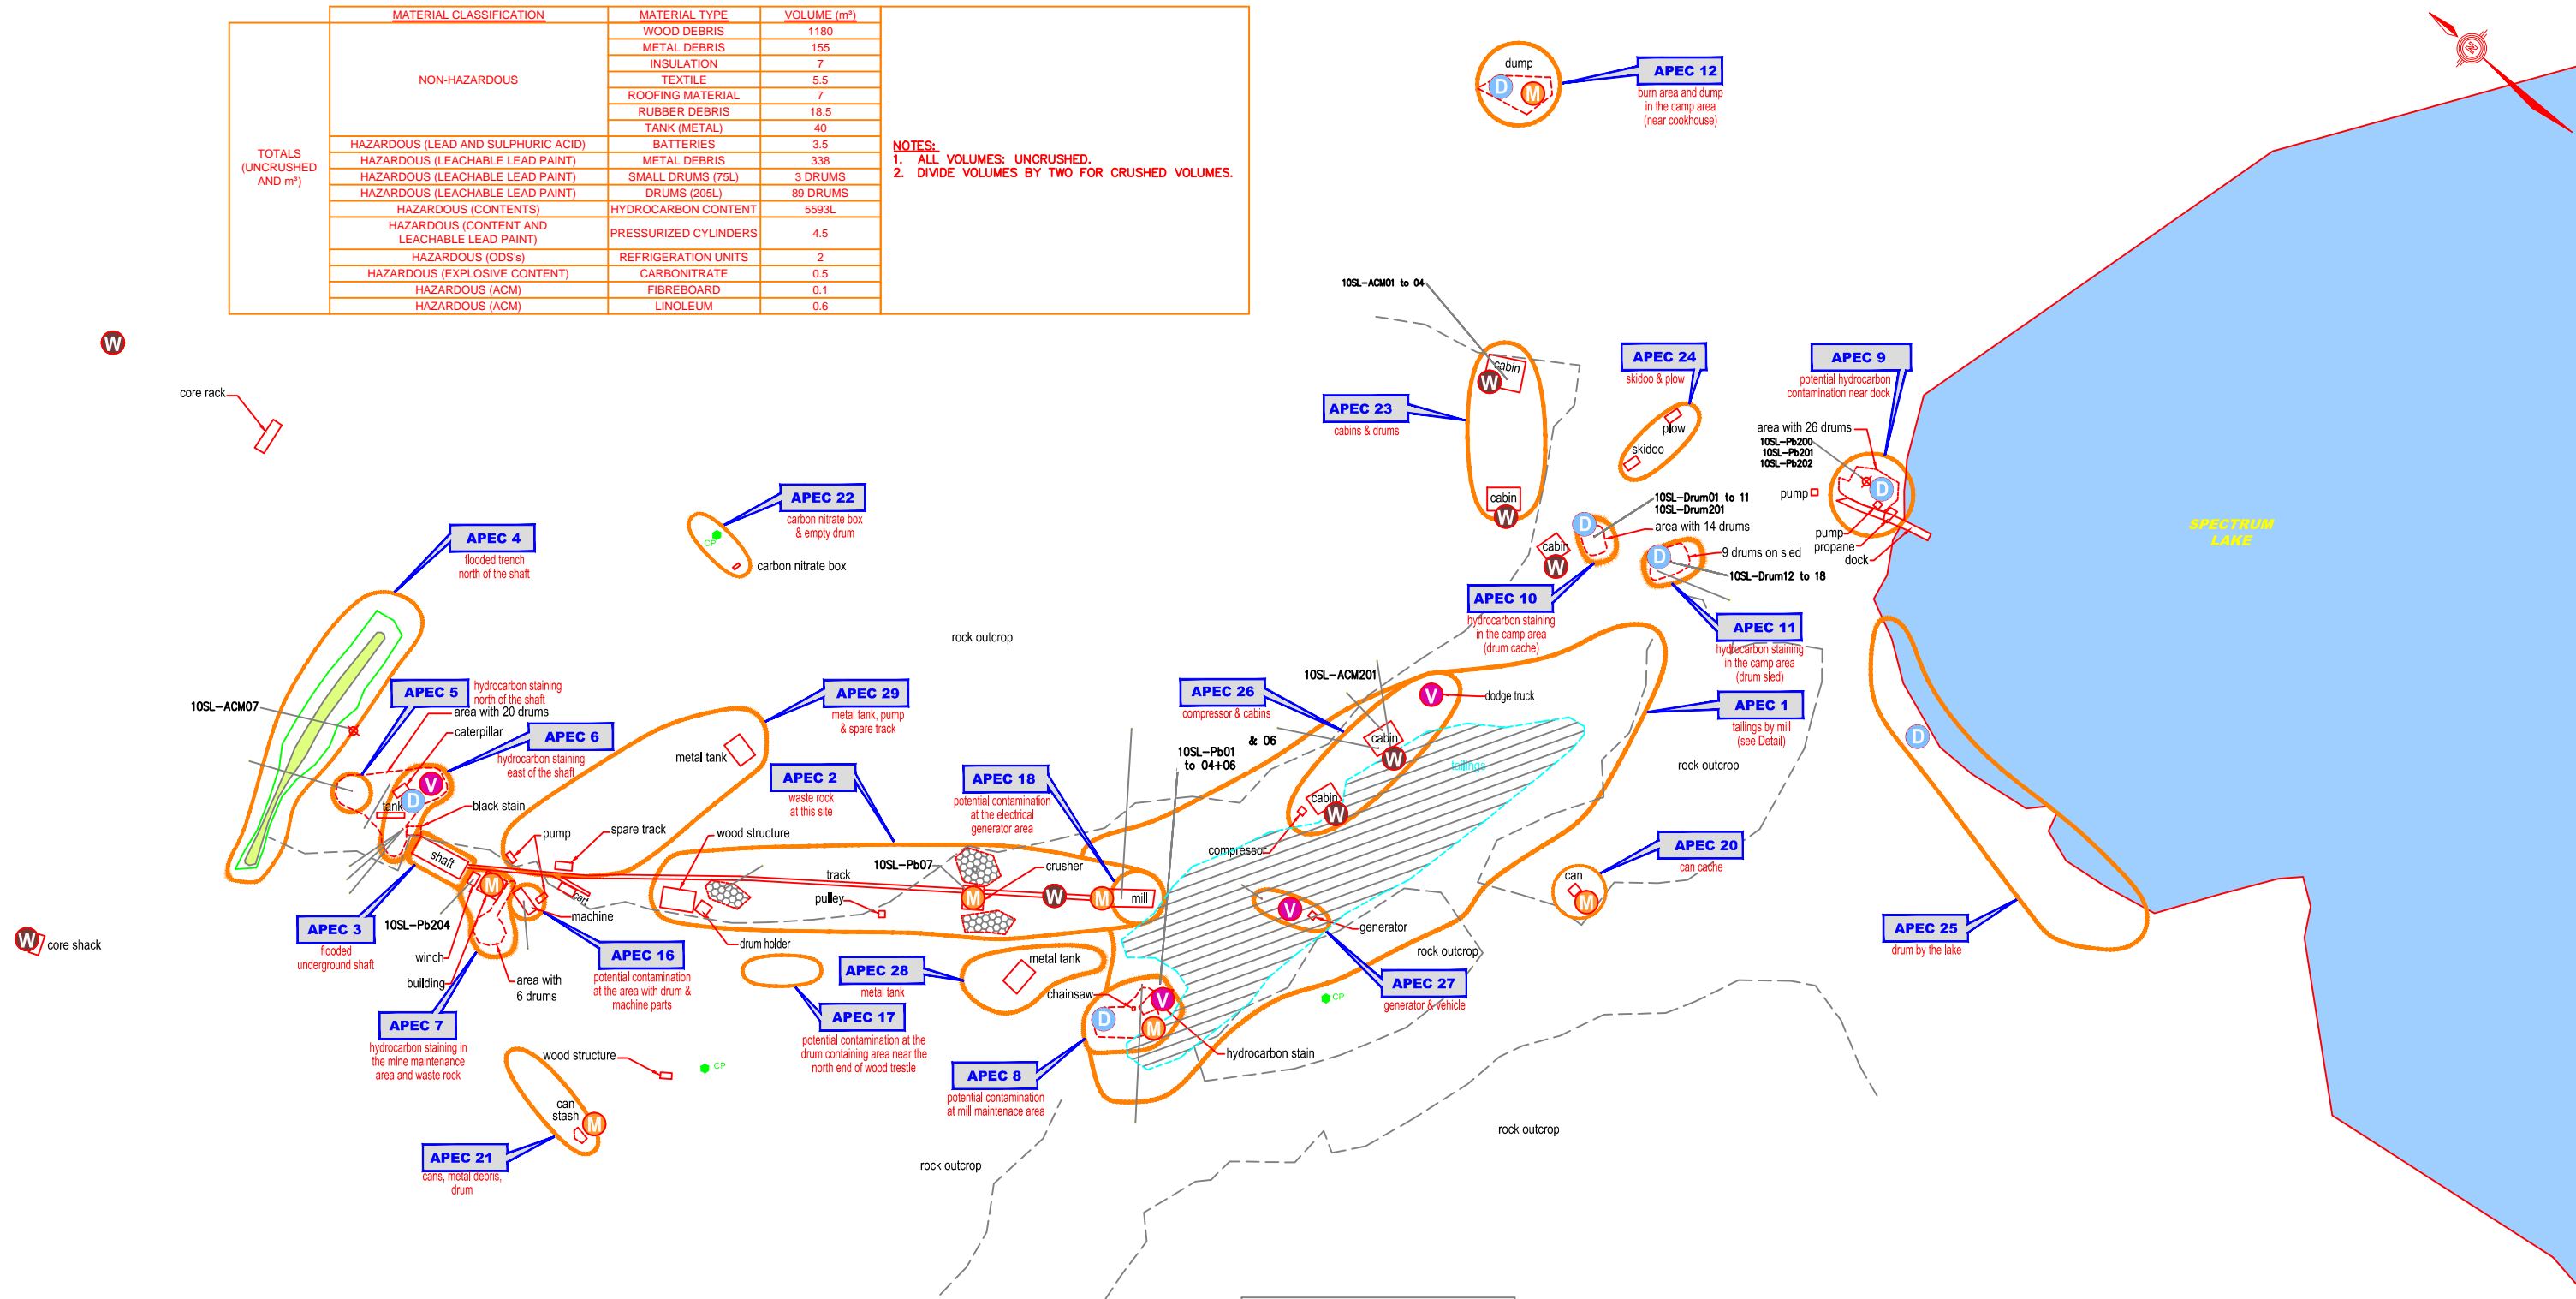 MATERIAL CLASSIFICATION MATERIAL TYPE VOLUME (m³)
TOTALS
(UNCRUSHED
AND m³)
NON-HAZARDOUS
WOOD DEBRIS 1180
METAL DEBRIS 155
INSULATION 7
TEXTILE 5.5
ROOFING MATERIAL 7
RUBBER DEBRIS 18.5
TANK (METAL) 40
HAZARDOUS (LEAD AND SULPHURIC ACID) BATTERIES 3.5
HAZARDOUS (LEACHABLE LEAD PAINT) METAL DEBRIS 338
HAZARDOUS (LEACHABLE LEAD PAINT) SMALL DRUMS (75L) 3 DRUMS
HAZARDOUS (LEACHABLE LEAD PAINT) DRUMS (205L) 89 DRUMS
HAZARDOUS (CONTENTS) HYDROCARBON CONTENT 5593L
HAZARDOUS (CONTENT AND
LEACHABLE LEAD PAINT) PRESSURIZED CYLINDERS 4.5
HAZARDOUS (ODS's) REFRIGERATION UNITS 2
HAZARDOUS (EXPLOSIVE CONTENT) CARBONITRATE 0.5
HAZARDOUS (ACM) FIBREBOARD 0.1
HAZARDOUS (ACM) LINOLEUM 0.6
NOTES:
1. ALL VOLUMES: UNCRUSHED.
2. DIVIDE VOLUMES BY TWO FOR CRUSHED VOLUMES.
N
dump
D
M
APEC 12
burn area and dump
in the camp area
(near cookhouse)
W
core rack
10SL-ACM01 to 04
cabin
W
APEC 23
cabins & drums
cabin
W
APEC 24
skidoo & plow
plow
skidoo
APEC 9
potential hydrocarbon
contamination near dock
area with 26 drums
10SL-Pb200
10SL-Pb201
10SL-Pb202
pump
D
pump
propane
dock
SPECTRUM
LAKE
APEC 22
carbon nitrate box
& empty drum
CP
carbon nitrate box
APEC 4
flooded trench
north of the shaft
10SL-Drum01 to 11
10SL-Drum201
D
area with 14 drums
cabin
W
9 drums on sled
D
10SL-Drum12 to 18
APEC 10
hydrocarbon staining
in the camp area
(drum cache)
APEC 11
hydrocarbon staining
in the camp area
(drum sled)
rock outcrop
10SL-ACM07
APEC 5
hydrocarbon staining
north of the shaft
area with 20 drums
caterpillar
APEC 6
hydrocarbon staining
east of the shaft
V
D
tank
black stain
APEC 29
metal tank, pump
& spare track
metal tank
APEC 2
waste rock
at this site
APEC 18
potential contamination
at the electrical
generator area
APEC 26
compressor & cabins
10SL-ACM201
10SL-Pb01
to 04+06
& 06
V
dodge truck
cabin
W
tailings
cabin
W
compressor
APEC 1
tailings by mill
(see Detail)
rock outcrop
D
shaft
pump
spare track
wood structure
10SL-Pb07
crusher
track
pulley
M
W
M
mill
cart
machine
M
APEC 3
flooded
underground shaft
10SL-Pb204
winch
building
area with
6 drums
APEC 16
potential contamination
at the area with drum &
machine parts
drum holder
APEC 20
can cache
can
M
V
generator
rock outcrop
APEC 25
drum by the lake
W
core shack
APEC 7
hydrocarbon staining in
the mine maintenance
area and waste rock
APEC 17
potential contamination at the
drum containing area near the
north end of wood trestle
APEC 28
metal tank
metal tank
chainsaw
V
D
M
hydrocarbon stain
APEC 27
generator & vehicle
CP
APEC 8
potential contamination
at mill maintenace area
wood structure
CP
can
stash
M
APEC 21
cans, metal debris,
drum
rock outcrop
rock outcrop